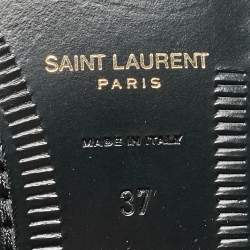 SAINT LAURENT
PARIS
MADE IN ITALY
37